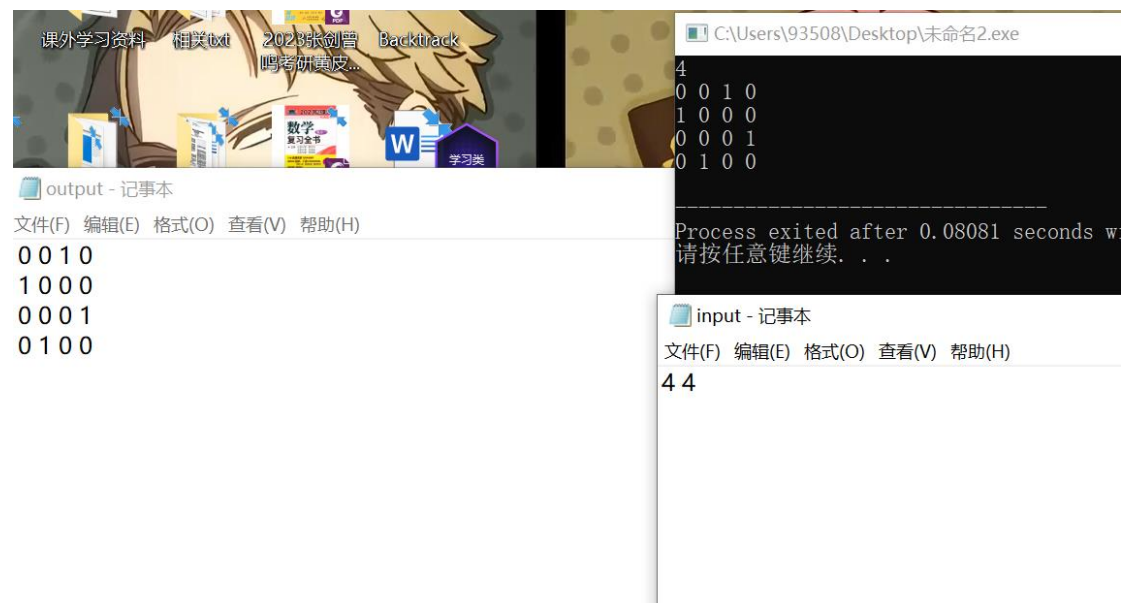 课外学习资料
相关txt
2023张剑曾
鸣考研黄皮...
Backtrack
PDF
数学
复习全书
W
学习类
output - 记事本
文件(F) 编辑(E) 格式(O) 查看(V) 帮助(H)
0 0 1 0
1 0 0 0
0 0 0 1
0 1 0 0
C:\Users\93508\Desktop\未命名2.exe
4
0 0 1 0
1 0 0 0
0 0 0 1
0 1 0 0
--------------------------------
Process exited after 0.08081 seconds w
请按任意键继续. . .
input - 记事本
文件(F) 编辑(E) 格式(O) 查看(V) 帮助(H)
4 4